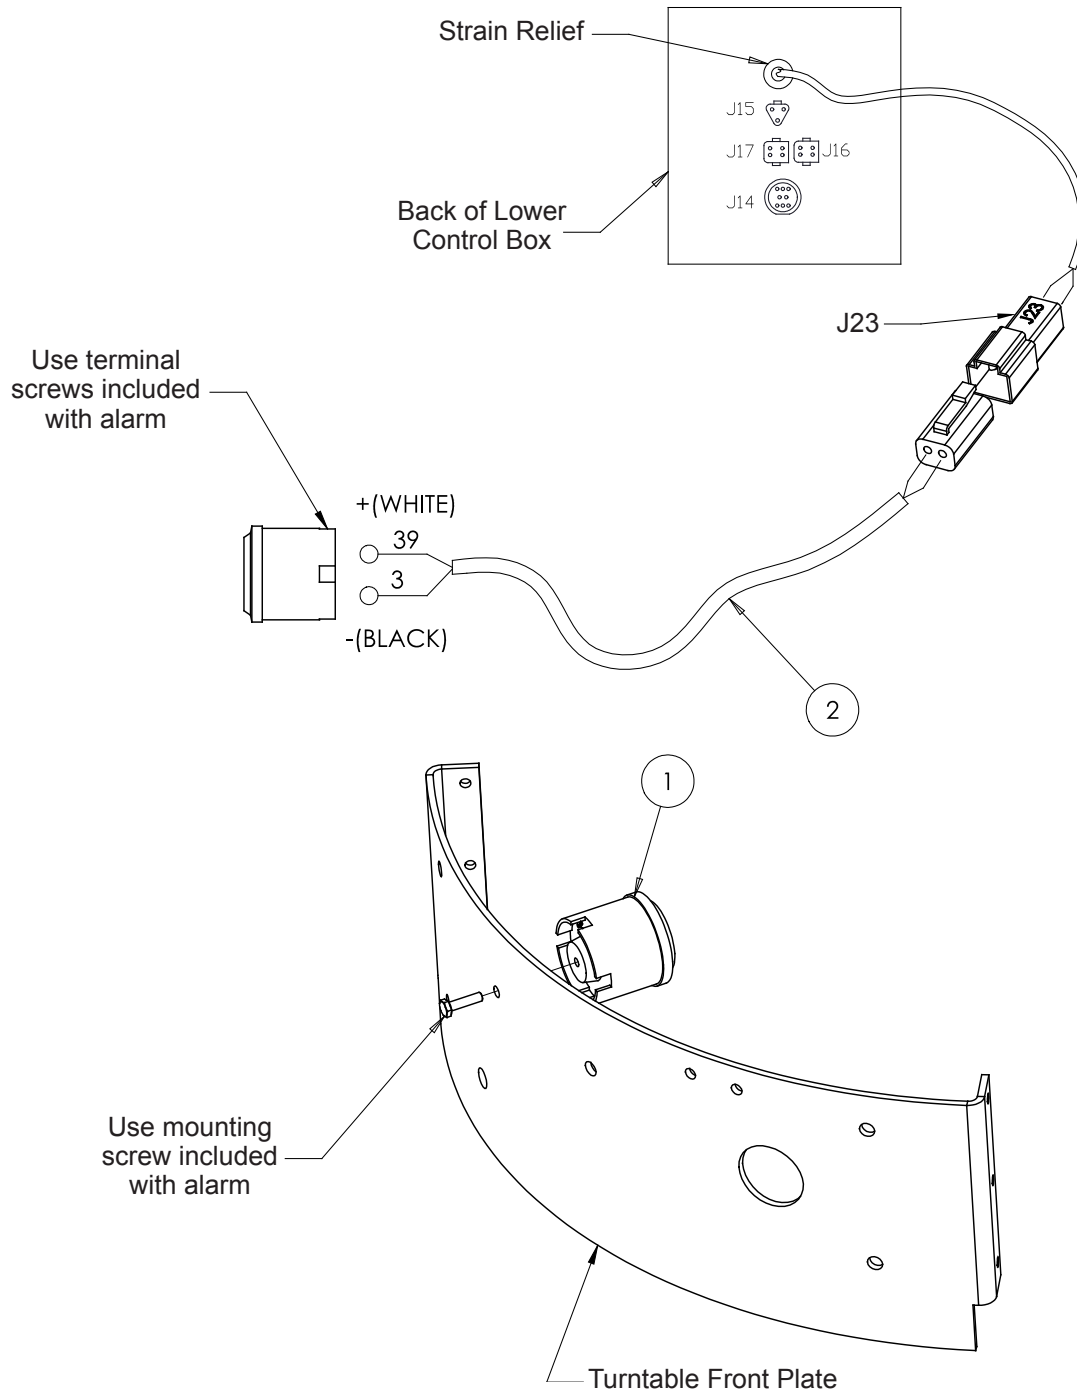 Strain Relief
J15
J17
J16
J14
Back of Lower
Control Box
J23
J23
Use terminal
screws included
with alarm
+(WHITE)
39
3
-(BLACK)
2
1
Use mounting
screw included
with alarm
Turntable Front Plate